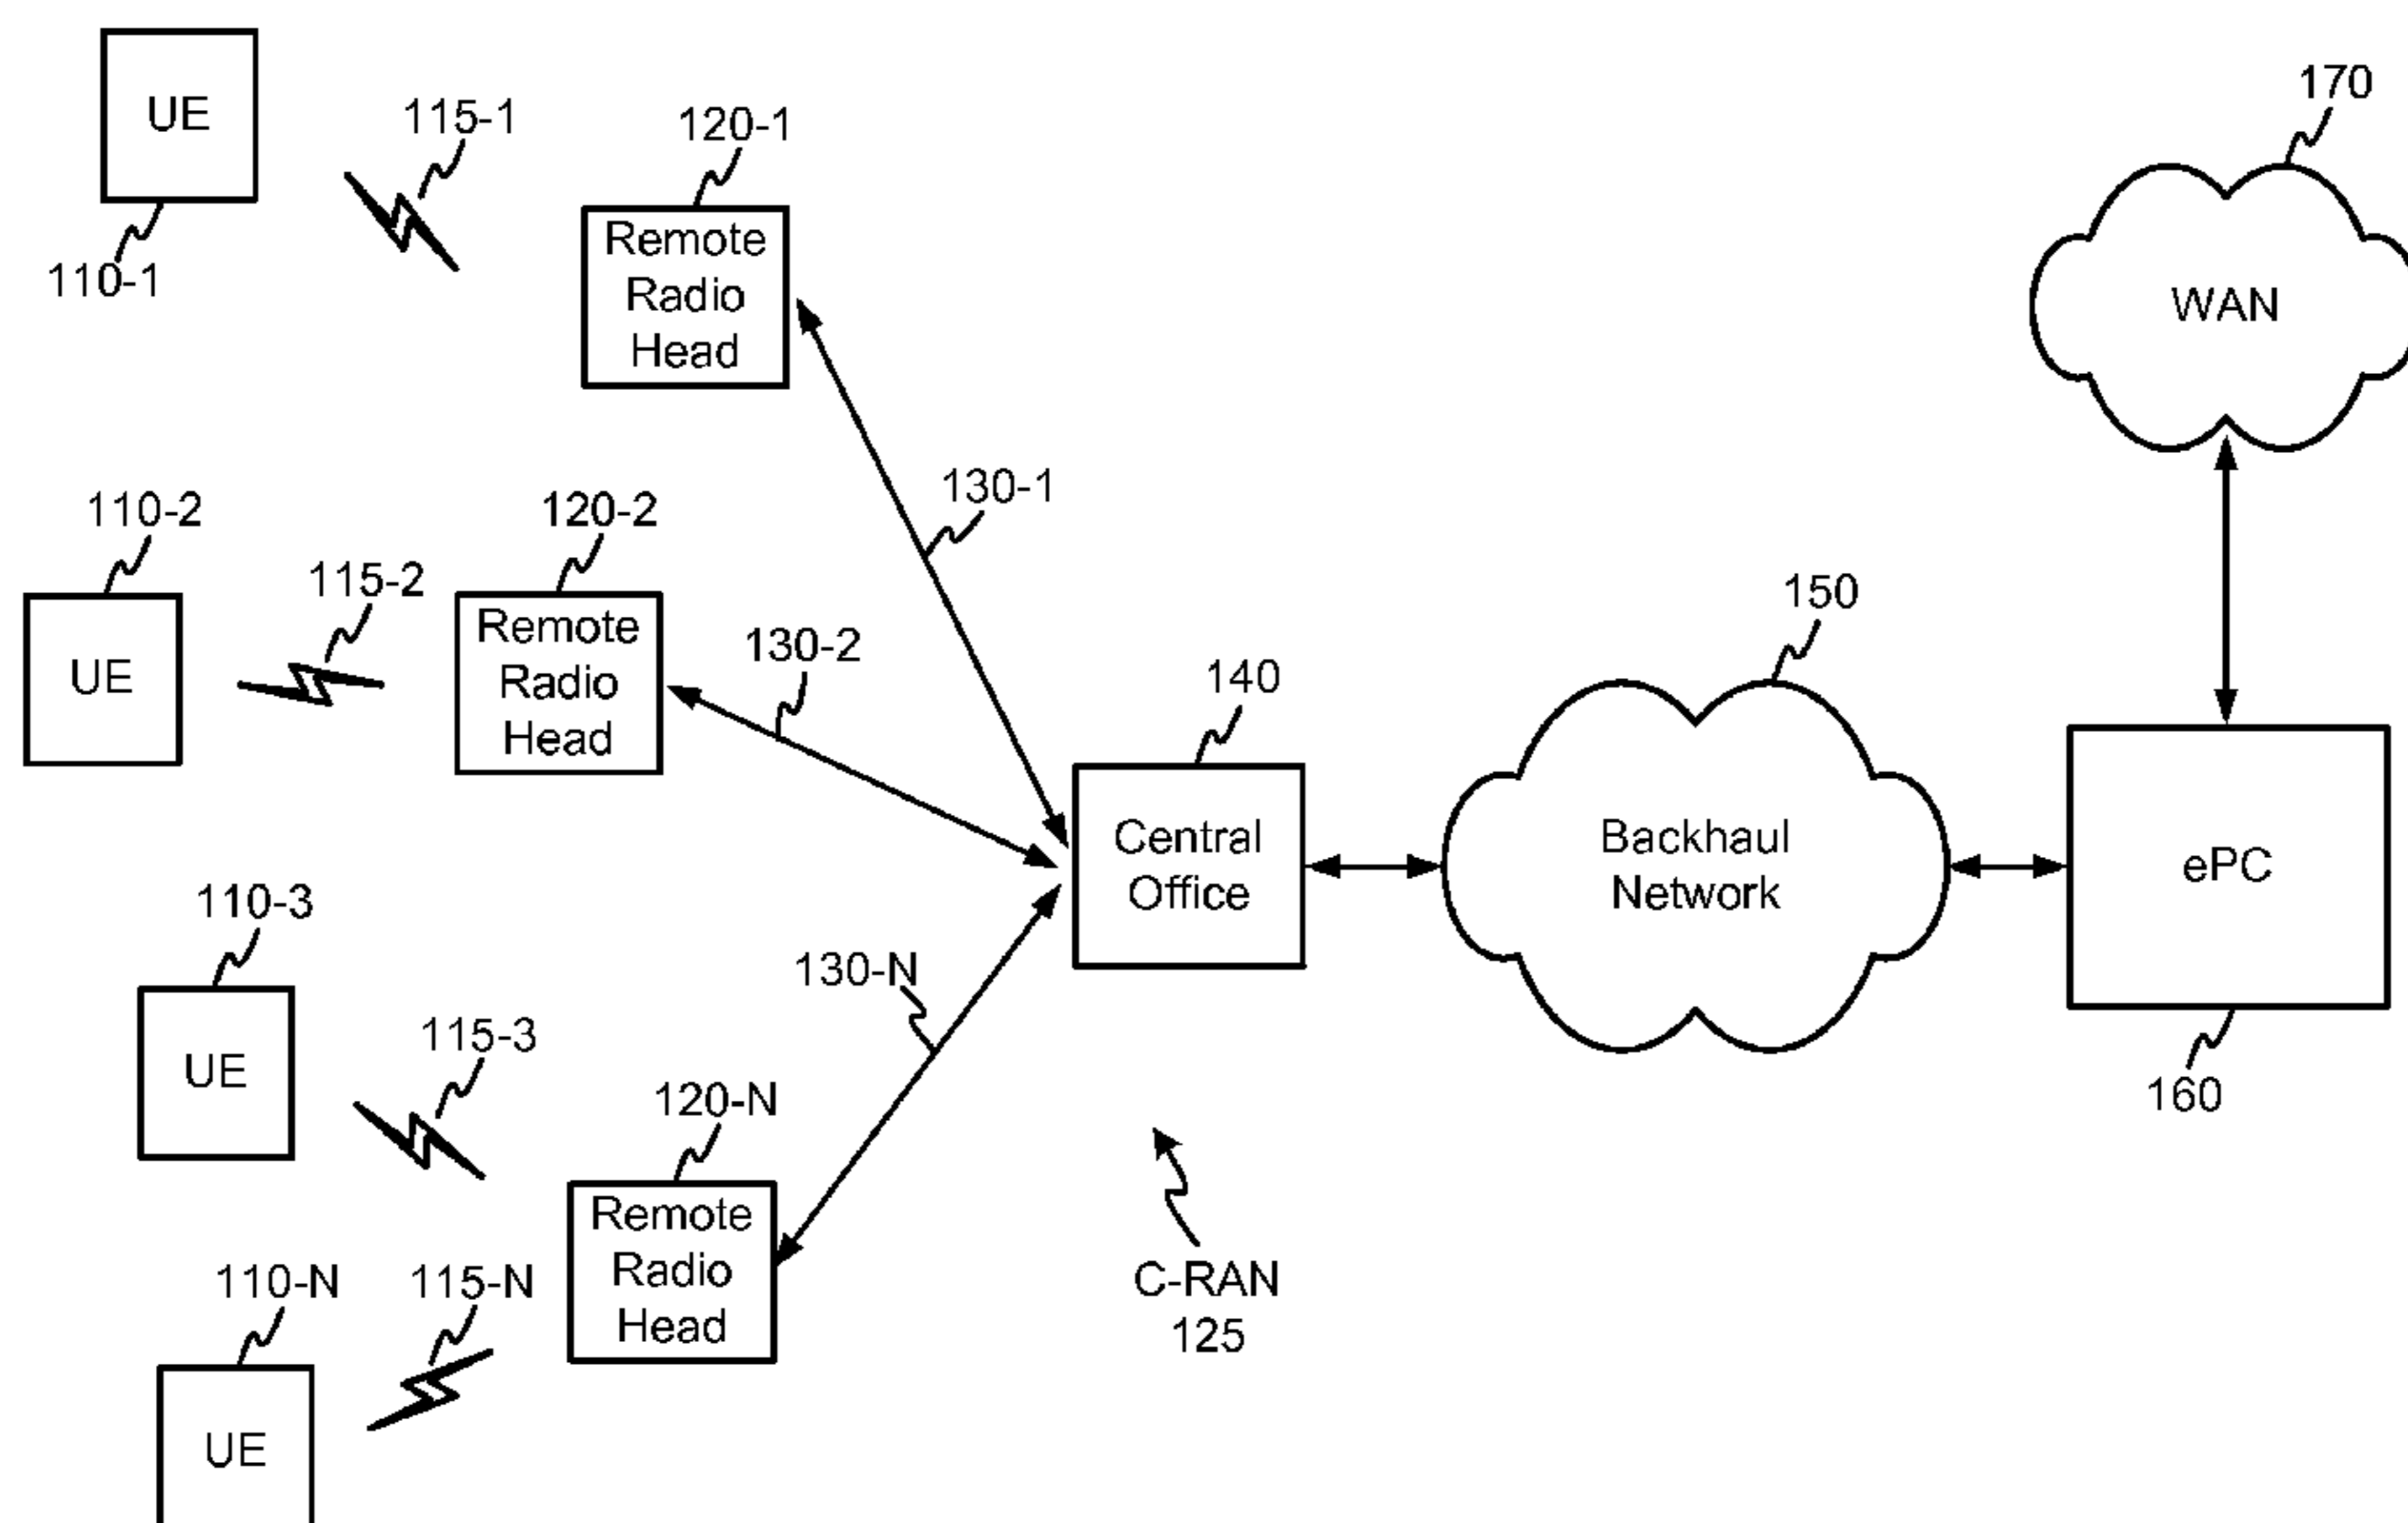 UE
110-1
115-1
120-1
Remote
Radio
Head
130-1
170
WAN
110-2
UE
115-2
120-2
Remote
Radio
Head
130-2
140
Central
Office
150
Backhaul
Network
ePC
160
110-3
UE
115-3
130-N
120-N
Remote
Radio
Head
110-N
UE
115-N
C-RAN
125